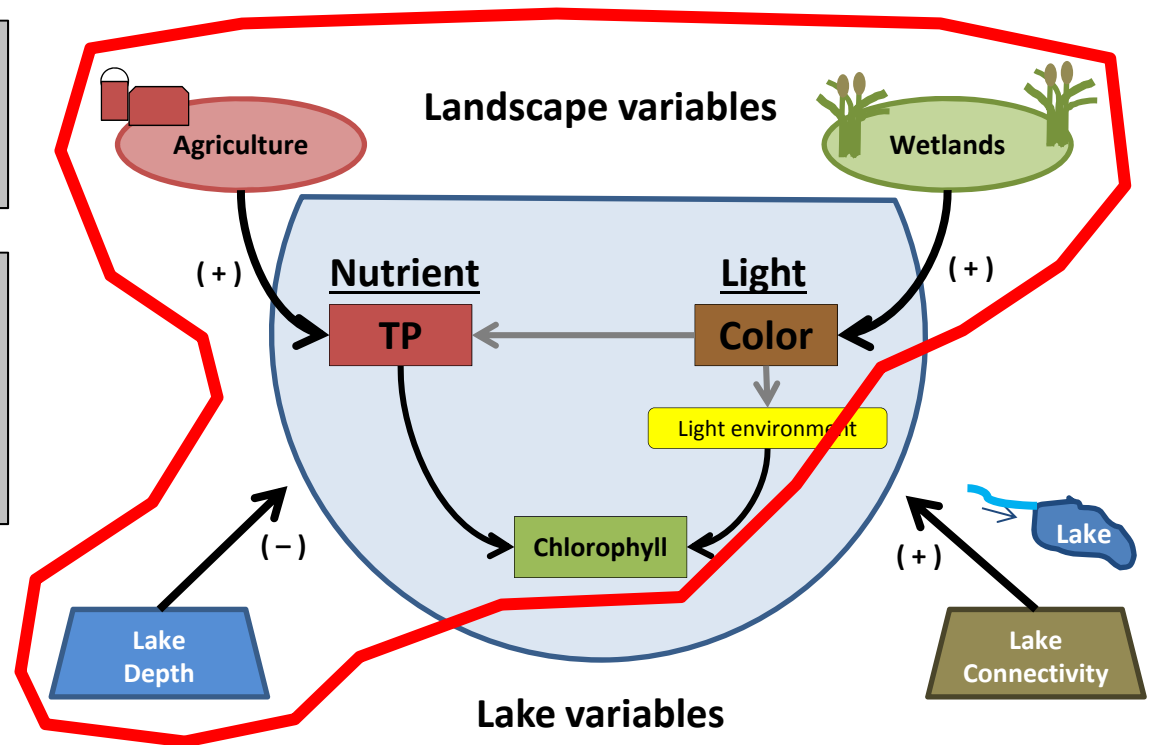 Landscape variables
Agriculture
Wetlands
( + )
( + )
Nutrient
Light
TP
Color
Light environment
Chlorophyll
( – )
( + )
Lake
Lake
Depth
Lake
Connectivity
Lake variables